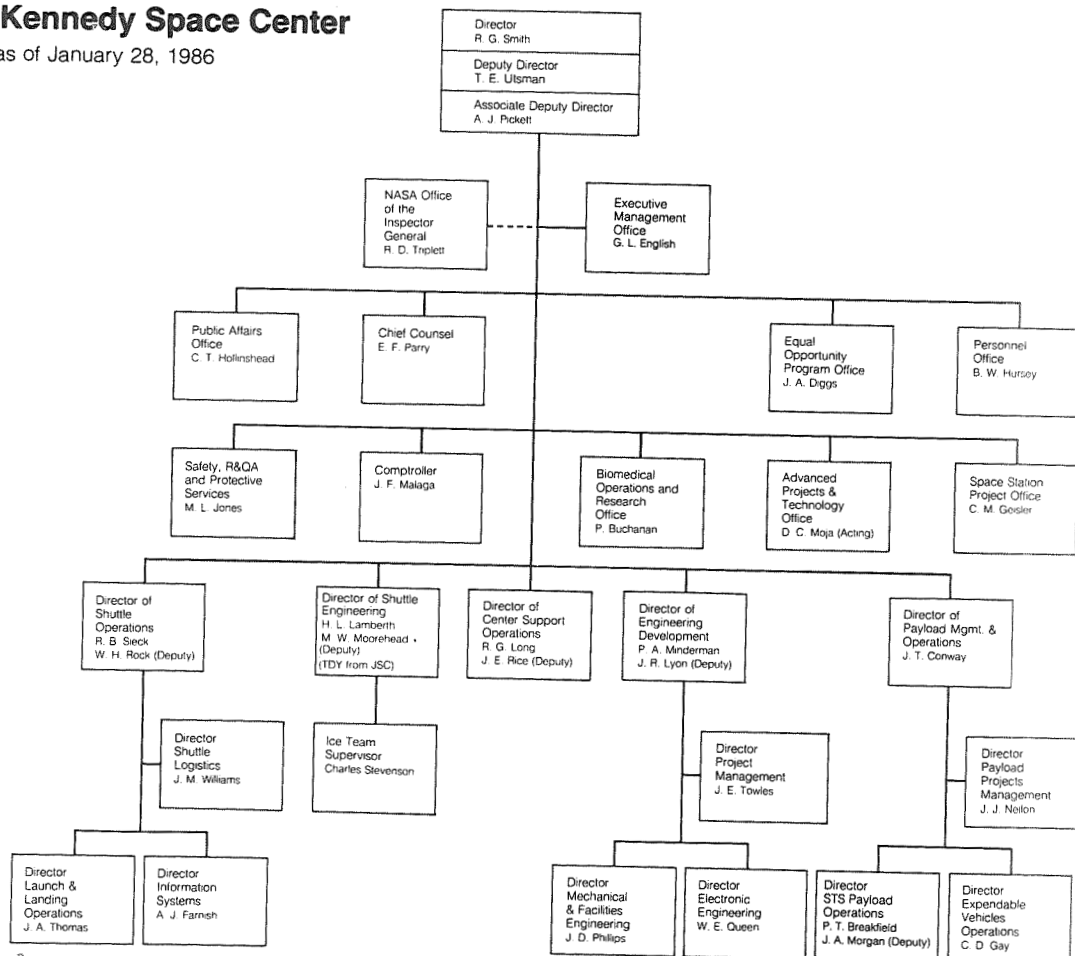 Kennedy Space Center
as of January 28, 1986
Director
R. G. Smith
Deputy Director
T. E. Utsman
Associate Deputy Director
A. J. Pickett
NASA Office
of the
Inspector
General
R. D. Triplett
Executive
Management
Office
G. L. English
Public Affairs
Office
C. T. Hollinshead
Chief Counsel
E. F. Parry
Equal
Opportunity
Program Office
J. A. Diggs
Personnel
Office
B. W. Hursey
Safety, R&QA
and Protective
Services
M. L. Jones
Comptroller
J. F. Malaga
Biomedical
Operations and
Research
Office
P. Buchanan
Advanced
Projects &
Technology
Office
D. C. Moja (Acting)
Space Station
Project Office
C. M. Geisler
Director of
Shuttle
Operations
R. B. Sieck
W. H. Rock (Deputy)
Director of Shuttle
Engineering
H. L. Lamberth
M. W. Moorehead
(Deputy)
(TDY from JSC)
Director of
Center Support
Operations
R. G. Long
J. E. Rice (Deputy)
Director of
Engineering
Development
P. A. Minderman
J. R. Lyon (Deputy)
Director of
Payload Mgmt. &
Operations
J. T. Conway
Director
Shuttle
Logistics
J. M. Williams
Ice Team
Supervisor
Charles Stevenson
Director
Project
Management
J. E. Towles
Director
Payload
Projects
Management
J. J. Neilon
Director
Launch &
Landing
Operations
J. A. Thomas
Director
Information
Systems
A. J. Farnish
Director
Mechanical
& Facilities
Engineering
J. D. Phillips
Director
Electronic
Engineering
W. E. Queen
Director
STS Payload
Operations
P. T. Breakfield
J. A. Morgan (Deputy)
Director
Expendable
Vehicles
Operations
C. D. Gay